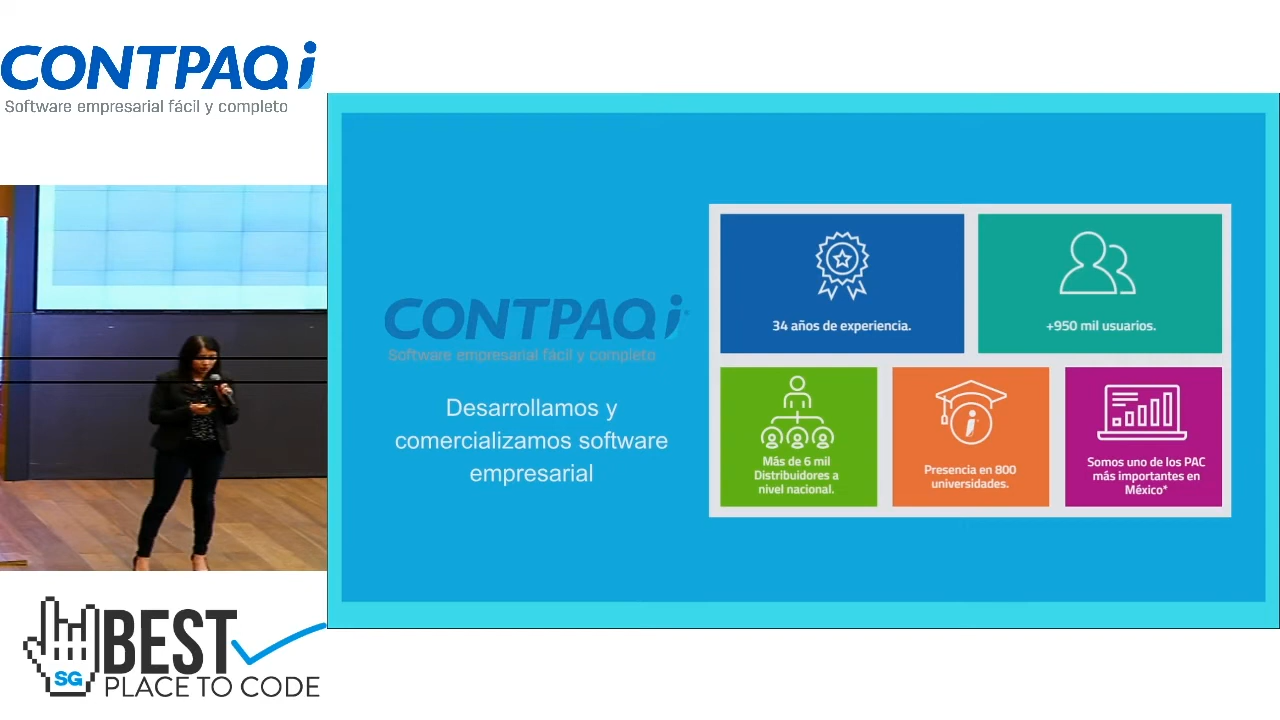 CONTPAQi
Software empresarial fácil y completo
CONTPAQi
Software empresarial fácil y completo
Desarrollamos y
comercializamos software
empresarial
34 años de experiencia.
+950 mil usuarios.
Más de 6 mil
Distribuidores a
nivel nacional.
Presencia en 800
universidades.
Somos uno de los PAC
más importantes en
México*
SG
BEST
PLACE TO CODE